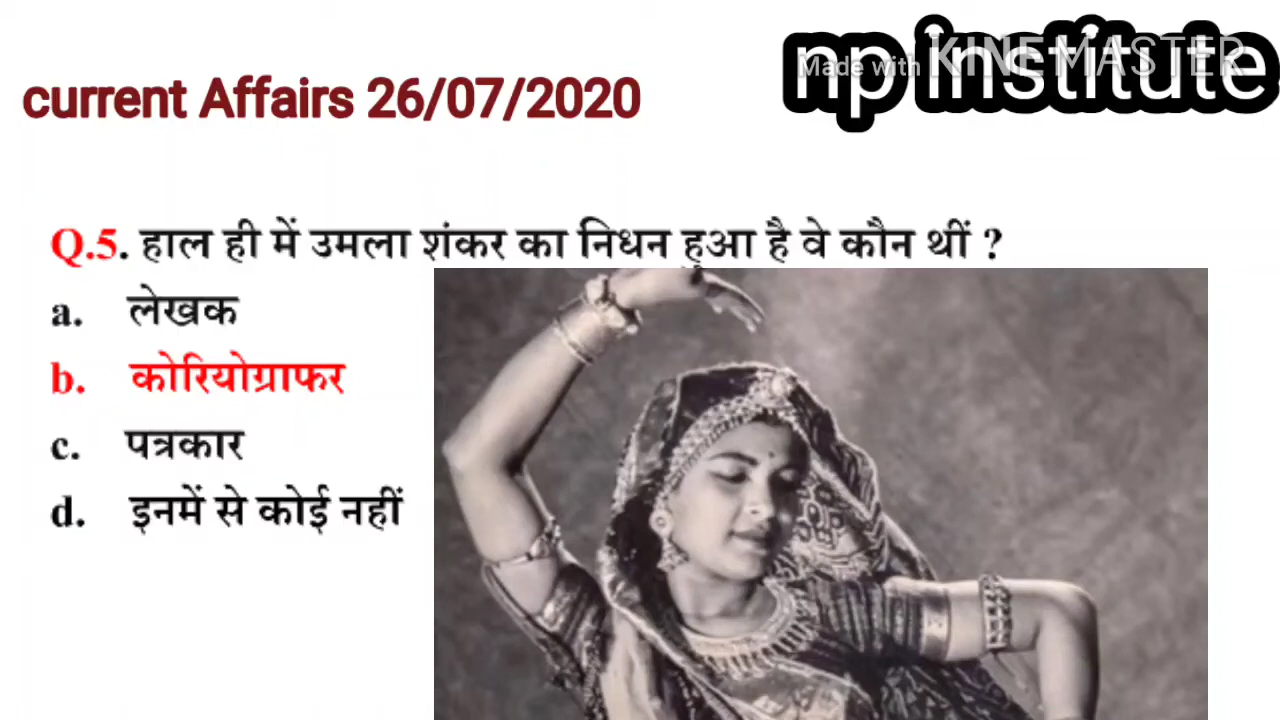 np institute
Made with KINEMASTER
current Affairs 26/07/2020
Q.5. हाल ही में उमला शंकर का निधन हुआ है वे कौन थीं ?
a. लेखक
b. कोरियोग्राफर
c. पत्रकार
d. इनमें से कोई नहीं